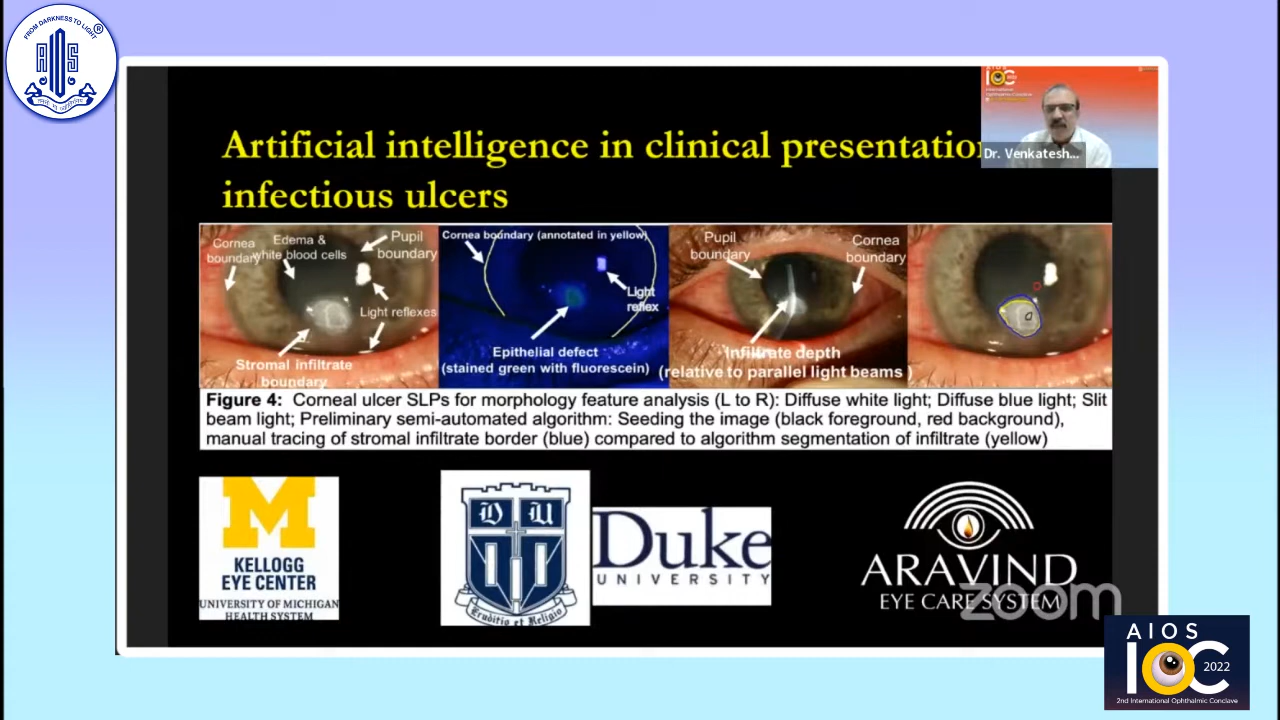 FROM DARKNESS TO LIGHT
®
AIOS
AIOS
IOC 2022
International
Ophthalmic Conclave
Dr. Venkatesh...
Artificial intelligence in clinical presentation
infectious ulcers
Cornea
boundary
Edema &
white blood cells
Pupil
boundary
Light reflexes
Stromal infiltrate
boundary
Cornea boundary (annotated in yellow)
Light
reflex
Epithelial defect
(stained green with fluorescein)
Pupil
boundary
Cornea
boundary
Infiltrate depth
(relative to parallel light beams )
Figure 4: Corneal ulcer SLPs for morphology feature analysis (L to R): Diffuse white light; Diffuse blue light; Slit
beam light; Preliminary semi-automated algorithm: Seeding the image (black foreground, red background),
manual tracing of stromal infiltrate border (blue) compared to algorithm segmentation of infiltrate (yellow)
M
KELLOGG
EYE CENTER
UNIVERSITY OF MICHIGAN
HEALTH SYSTEM
D U
Eruditio et Religio
Duke
UNIVERSITY
ARAVIND
EYE CARE SYSTEM
zoom
AIOS
IOC 2022
2nd International Ophthalmic Conclave